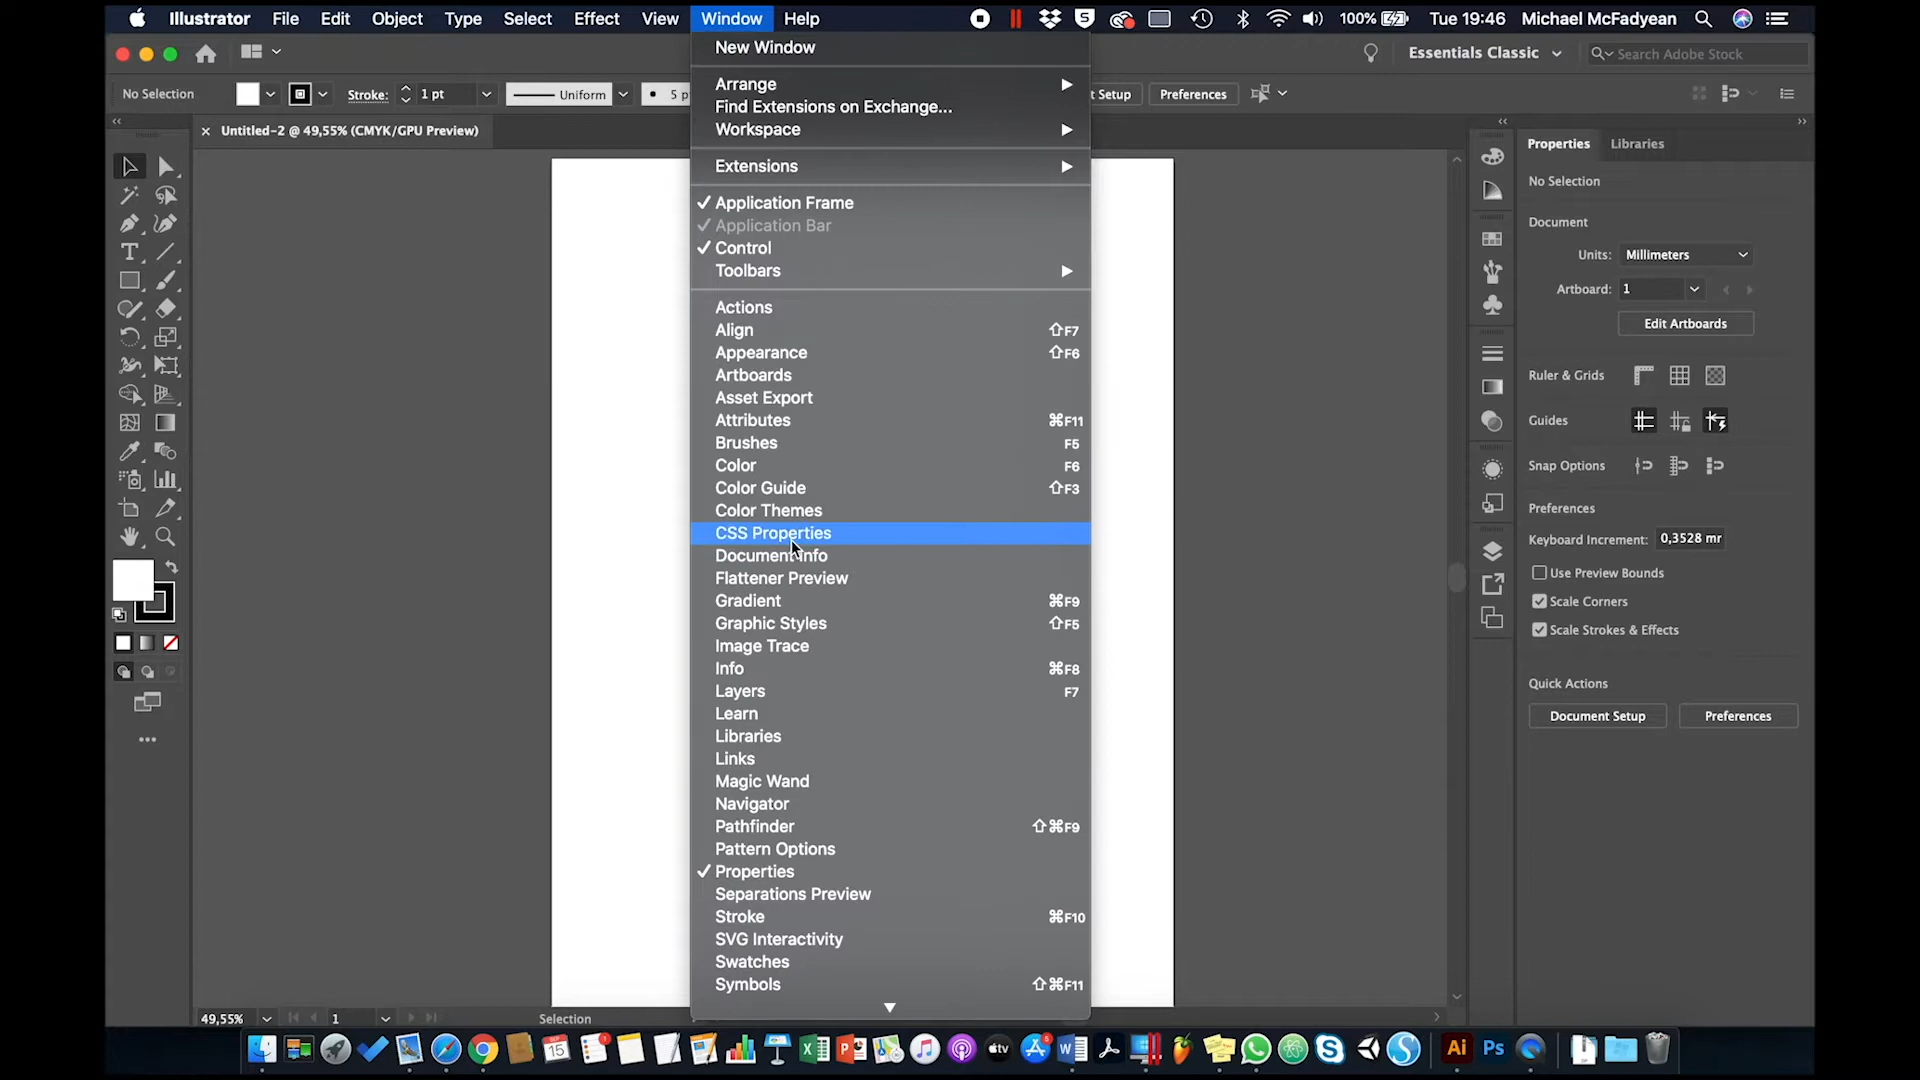 Illustrator File Edit Object Type Select Effect View Window Help 100% Tue 19:46 Michael McFadyean
New Window
Essentials Classic
Search Adobe Stock
No Selection
Stroke: 1 pt
Uniform
5 p
t Setup
Preferences
Untitled-2 @ 49,55% (CMYK/GPU Preview)
Arrange
Find Extensions on Exchange...
Workspace
Extensions
Application Frame
Application Bar
Control
Toolbars
Actions
Align ⇧F7
Appearance ⇧F6
Artboards
Asset Export
Attributes ⌘F11
Brushes F5
Color F6
Color Guide ⇧F3
Color Themes
CSS Properties
Document Info
Flattener Preview
Gradient ⌘F9
Graphic Styles ⇧F5
Image Trace
Info ⌘F8
Layers F7
Learn
Libraries
Links
Magic Wand
Navigator
Pathfinder ⇧⌘F9
Pattern Options
Properties
Separations Preview
Stroke ⌘F10
SVG Interactivity
Swatches
Symbols ⇧⌘F11
Properties Libraries
No Selection
Document
Units: Millimeters
Artboard: 1
Edit Artboards
Ruler & Grids
Guides
Snap Options
Preferences
Keyboard Increment: 0,3528 mr
Use Preview Bounds
Scale Corners
Scale Strokes & Effects
Quick Actions
Document Setup Preferences
49,55% 1 Selection
15
tv
Ai Ps